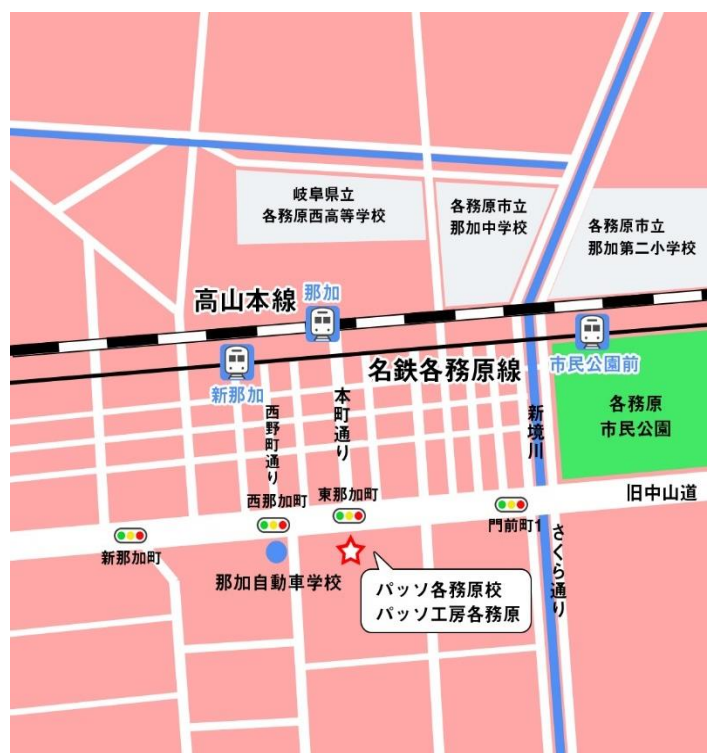 岐阜県立
各務原西高等学校
各務原市立
那加中学校
各務原市立
那加第二小学校
高山本線
那加
新那加
名鉄各務原線
市民公園前
西野町通り
本町通り
新境川
各務原
市民公園
旧中山道
西那加町
東那加町
門前町1
新那加町
さくら通り
那加自動車学校
パッソ各務原校
パッソ工房各務原